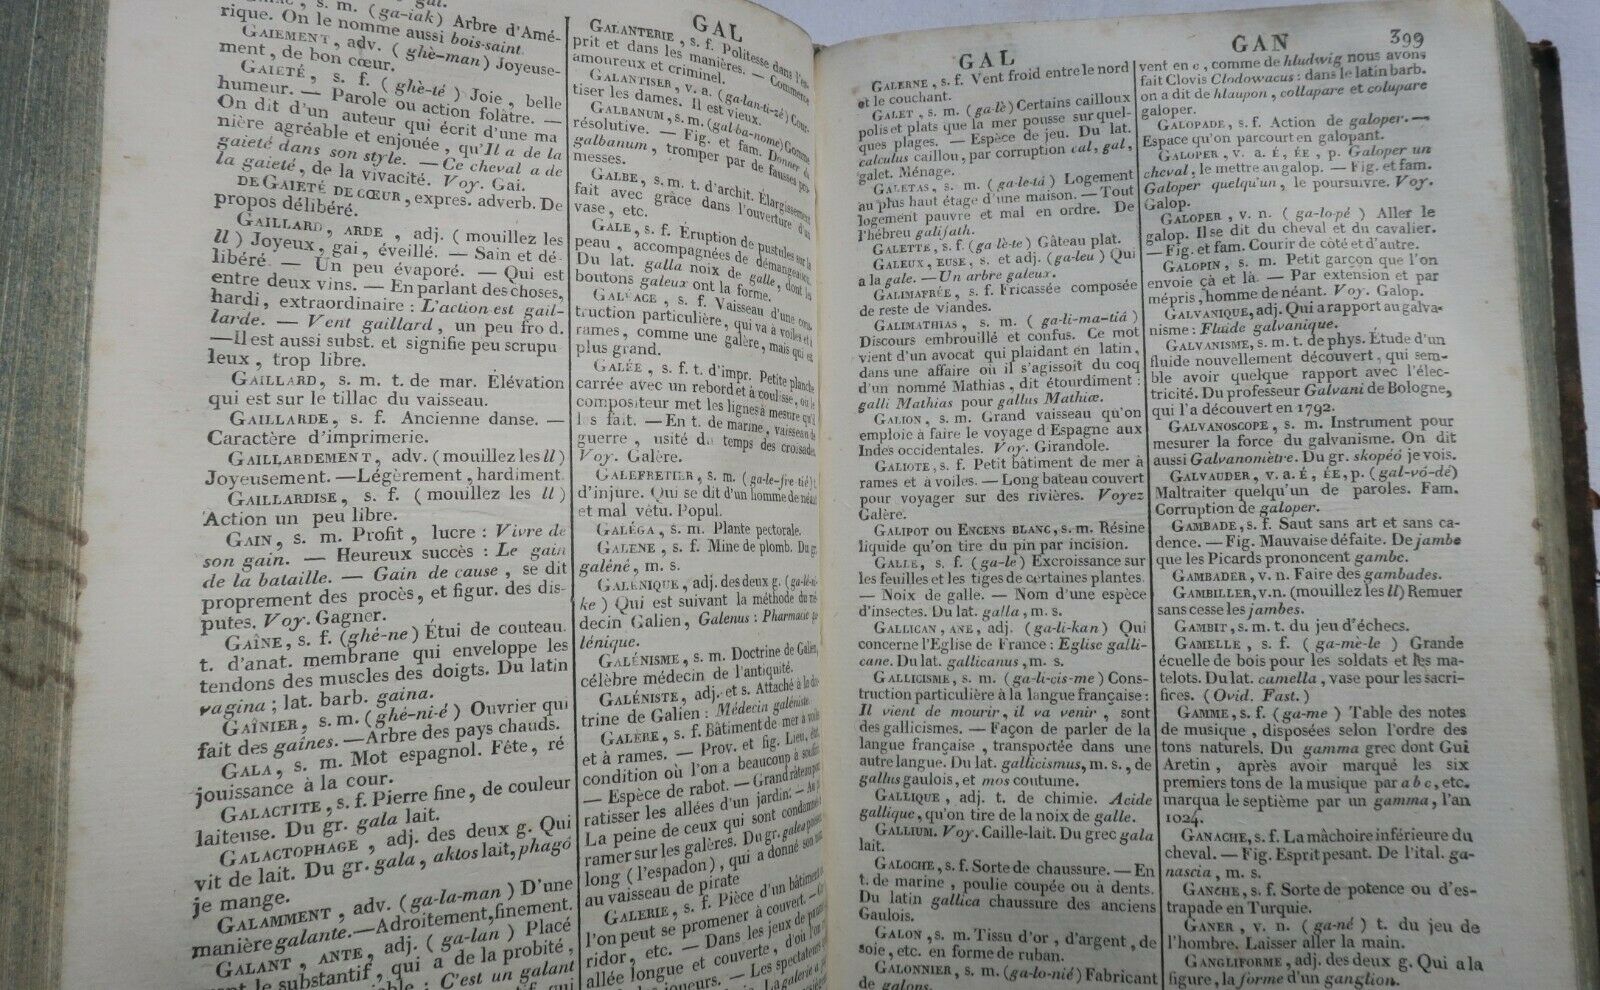 GAL
s. m. (ga-iak) Arbre d'Amé-
rique. On le nomme aussi bois-saint.
GAIEMENT, adv. (ghè-man) Joyeuse-
ment, de bon cœur.
GAIETÉ, s. f. (ghè-té) Joie, belle
humeur. — Parole ou action folâtre. —
On dit d'un auteur qui écrit d'une ma
nière agréable et enjouée, qu'Il a de la
gaieté dans son style. — Ce cheval a de
la gaieté, de la vivacité. Voy. Gai.
DE GAIETÉ DE CŒUR, expres. adverb. De
propos délibéré.
GAILLARD, ARDE, adj. (mouillez les
ll) Joyeux, gai, éveillé. — Sain et dé-
libéré — Un peu évaporé. — Qui est
entre deux vins. — En parlant des choses,
hardi, extraordinaire : L'action est gail-
larde. — Vent gaillard, un peu fro d.
—Il est aussi subst. et signifie peu scrupu
leux, trop libre.
GAILLARD, s. m. t. de mar. Élévation
qui est sur le tillac du vaisseau.
GAILLARDE, s. f. Ancienne danse. —
Caractère d'imprimerie.
GAILLARDEMENT, adv. (mouillez les ll)
Joyeusement. —Légèrement, hardiment.
GAILLARDISE, s. f. (mouillez les ll)
Action un peu libre.
GAIN, s. m. Profit, lucre : Vivre de
son gain. — Heureux succès : Le gain
de la bataille. — Gain de cause, se dit
proprement des procès, et figur. des dis-
putes. Voy. Gagner.
GAÎNE, s. f. (ghé-ne) Étui de couteau.
t. d'anat. membrane qui enveloppe les
tendons des muscles des doigts. Du latin
vagina; lat. barb. gaina.
GAÎNIER, s. m. (ghé-ni-é) Ouvrier qui
fait des gaînes. —Arbre des pays chauds.
GALA, s. m. Mot espagnol. Fête, ré
jouissance à la cour.
GALACTITE, s. f. Pierre fine, de couleur
laiteuse. Du gr. gala lait.
GALACTOPHAGE, adj. des deux g. Qui
vit de lait. Du gr. gala, aktos lait, phagó
je mange.
GALAMMENT, adv. (ga-la-man) D'une
manière galante.—Adroitement, finement.
GALANT, ANTE, adj. (ga-lan) Placé
le substantif, qui a de la probité,
C'est un galant
GALANTERIE, s. f. Politesse dans l'es-
prit et dans les manières. — Commerce
amoureux et criminel.
GALANTISER, v. a. (ga-lan-ti-zé) Cour-
tiser les dames. Il est vieux.
GALBANUM, s. m. (gal-ba-nome) Gomme
résolutive. — Fig. et fam. Donner du
galbanum, tromper par de fausses pro-
messes.
GALBE, s. m. t. d'archit. Élargissement
fait avec grâce dans l'ouverture d'un
vase, etc.
GALE, s. f. Éruption de pustules sur la
peau, accompagnées de démangeaison.
Du lat. galla noix de galle, dont les
boutons galeux ont la forme.
GALÉACE, s. f. Vaisseau d'une cons-
truction particulière, qui va à voiles et à
rames, comme une galère, mais qui est
plus grand.
GALÉE, s. f. t. d'impr. Petite planche
carrée avec un rebord et à coulisse, où le
compositeur met les lignes à mesure qu'il
les fait. —En t. de marine, vaisseau de
guerre, usité du temps des croisades.
Voy. Galère.
GALEFRETIER, s. m. (ga-le-fre-tié) t.
d'injure. Qui se dit d'un homme de néant
et mal vétu. Popul.
GALÉGA, s. m. Plante pectorale.
GALENE, s. f. Mine de plomb. Du gr.
galéné, m. s.
GALÉNIQUE, adj. des deux g. (ga-lé-ni-
ke) Qui est suivant la méthode du mé-
decin Galien, Galenus : Pharmacie ga-
lénique.
GALÉNISME, s. m. Doctrine de Galien,
célèbre médecin de l'antiquité.
GALÉNISTE, adj. et s. Attaché à la doc-
trine de Galien : Médecin galéniste.
GALÈRE, s. f. Bâtiment de mer à voiles
et à rames. — Prov. et fig. Lieu, état,
condition où l'on a beaucoup à souffrir.
— Espèce de rabot. — Grand râteau pour
ratisser les allées d'un jardin. — Au pl.
La peine de ceux qui sont condamnés à
ramer sur les galères. Du gr. galea poisson
long (l'espadon), qui a donné son nom
au vaisseau de pirate
GALERIE, s. f. Pièce d'un bâtiment où
l'on peut se promener à couvert. — Cor-
ridor, etc. — Dans les jeux de paume
allée longue et couverte, d'où l'on
joueurs. — Les spectateurs
La galerie a
GAL
GALERNE, s. f. Vent froid entre le nord
et le couchant.
GALET, s. m. (ga-lè) Certains cailloux
polis et plats que la mer pousse sur quel-
ques plages. — Espèce de jeu. Du lat.
calculus caillou, par corruption cal, gal,
galet. Ménage.
GALETAS, s. m. (ga-le-tá) Logement
au plus haut étage d'une maison. — Tout
logement pauvre et mal en ordre. De
l'hébreu galifath.
GALETTE, s. f. (ga lè-te) Gâteau plat.
GALEUX, EUSE, s. et adj. (ga-leu) Qui
a la gale. —Un arbre galeux.
GALIMAFRÉE, s. f. Fricassée composée
de reste de viandes.
GALIMATHIAS, s. m. (ga-li-ma-tiá)
Discours embrouillé et confus. Ce mot
vient d'un avocat qui plaidant en latin,
dans une affaire où il s'agissoit du coq
d'un nommé Mathias, dit étourdiment :
galli Mathias pour gallus Mathiæ.
GALION, s. m. Grand vaisseau qu'on
emploie à faire le voyage d'Espagne aux
Indes occidentales. Voy. Girandole.
GALIOTE, s. f. Petit bâtiment de mer à
rames et à voiles. — Long bateau couvert
pour voyager sur des rivières. Voyez
Galère.
GALIPOT ou ENCENS BLANC, s. m. Résine
liquide qu'on tire du pin par incision.
GALLE, s. f. (ga-le) Excroissance sur
les feuilles et les tiges de certaines plantes.
— Noix de galle. — Nom d'une espèce
d'insectes. Du lat. galla, m. s.
GALLICAN, ANE, adj. (ga-li-kan) Qui
concerne l'Eglise de France : Eglise galli-
cane. Du lat. gallicanus, m. s.
GALLICISME, s. m. (ga-li-cis-me) Cons-
truction particulière à la langue française :
Il vient de mourir, il va venir, sont
des gallicismes. — Façon de parler de la
langue française, transportée dans une
autre langue. Du lat. gallicismus, m. s., de
gallus gaulois, et mos coutume.
GALLIQUE, adj. t. de chimie. Acide
gallique, qu'on tire de la noix de galle.
GALLIUM. Voy. Caille-lait. Du grec gala
lait.
GALOCHE, s. f. Sorte de chaussure. — En
t. de marine, poulie coupée ou à dents.
Du latin gallica chaussure des anciens
Gaulois.
GALON, s. m. Tissu d'or, d'argent, de
soie, etc. en forme de ruban.
GALONNIER, s. m. (ga-lo-nié) Fabricant
de galons.
GAN 399
vent en c, comme de hludwig nous avons
fait Clovis Clodowacus : dans le latin barb.
on a dit de hlaupon, collapare et colupare
galoper.
GALOPADE, s. f. Action de galoper. —
Espace qu'on parcourt en galopant.
GALOPER, v. a. É, ÉE, p. Galoper un
cheval, le mettre au galop. — Fig. et fam.
Galoper quelqu'un, le poursuivre. Voy.
Galop.
GALOPER, v. n. (ga-lo-pé) Aller le
galop. Il se dit du cheval et du cavalier.
— Fig. et fam. Courir de côté et d'autre.
GALOPIN, s. m. Petit garçon que l'on
envoie çà et là. — Par extension et par
mépris, homme de néant. Voy. Galop.
GALVANIQUE, adj. Qui a rapport au galva-
nisme : Fluide galvanique.
GALVANISME, s. m. t. de phys. Étude d'un
fluide nouvellement découvert, qui sem-
ble avoir quelque rapport avec l'élec-
tricité. Du professeur Galvani de Bologne,
qui l'a découvert en 1792.
GALVANOSCOPE, s. m. Instrument pour
mesurer la force du galvanisme. On dit
aussi Galvanomètre. Du gr. skopéó je vois.
GALVAUDER, v. a. É, ÉE, p. (gal-vó-dé)
Maltraiter quelqu'un de paroles. Fam.
Corruption de galoper.
GAMBADE, s. f. Saut sans art et sans ca-
dence. — Fig. Mauvaise défaite. De jambe
que les Picards prononcent gambe.
GAMBADER, v. n. Faire des gambades.
GAMBILLER, v. n. (mouillez les ll) Remuer
sans cesse les jambes.
GAMBIT, s. m. t. du jeu d'échecs.
GAMELLE, s. f. (ga-mè-le) Grande
écuelle de bois pour les soldats et les ma-
telots. Du lat. camella, vase pour les sacri-
fices. (Ovid. Fast.)
GAMME, s. f. (ga-me) Table des notes
de musique, disposées selon l'ordre des
tons naturels. Du gamma grec dont Gui
Aretin, après avoir marqué les six
premiers tons de la musique par a b c, etc.
marqua le septième par un gamma, l'an
1024.
GANACHE, s. f. La mâchoire inférieure du
cheval. — Fig. Esprit pesant. De l'ital. ga-
nascia, m. s.
GANCHE, s. f. Sorte de potence ou d'es-
trapade en Turquie.
GANER, v. n. (ga-né) t. du jeu de
l'hombre. Laisser aller la main.
GANGLIFORME, adj. des deux g. Qui a la
figure, la forme d'un ganglion.